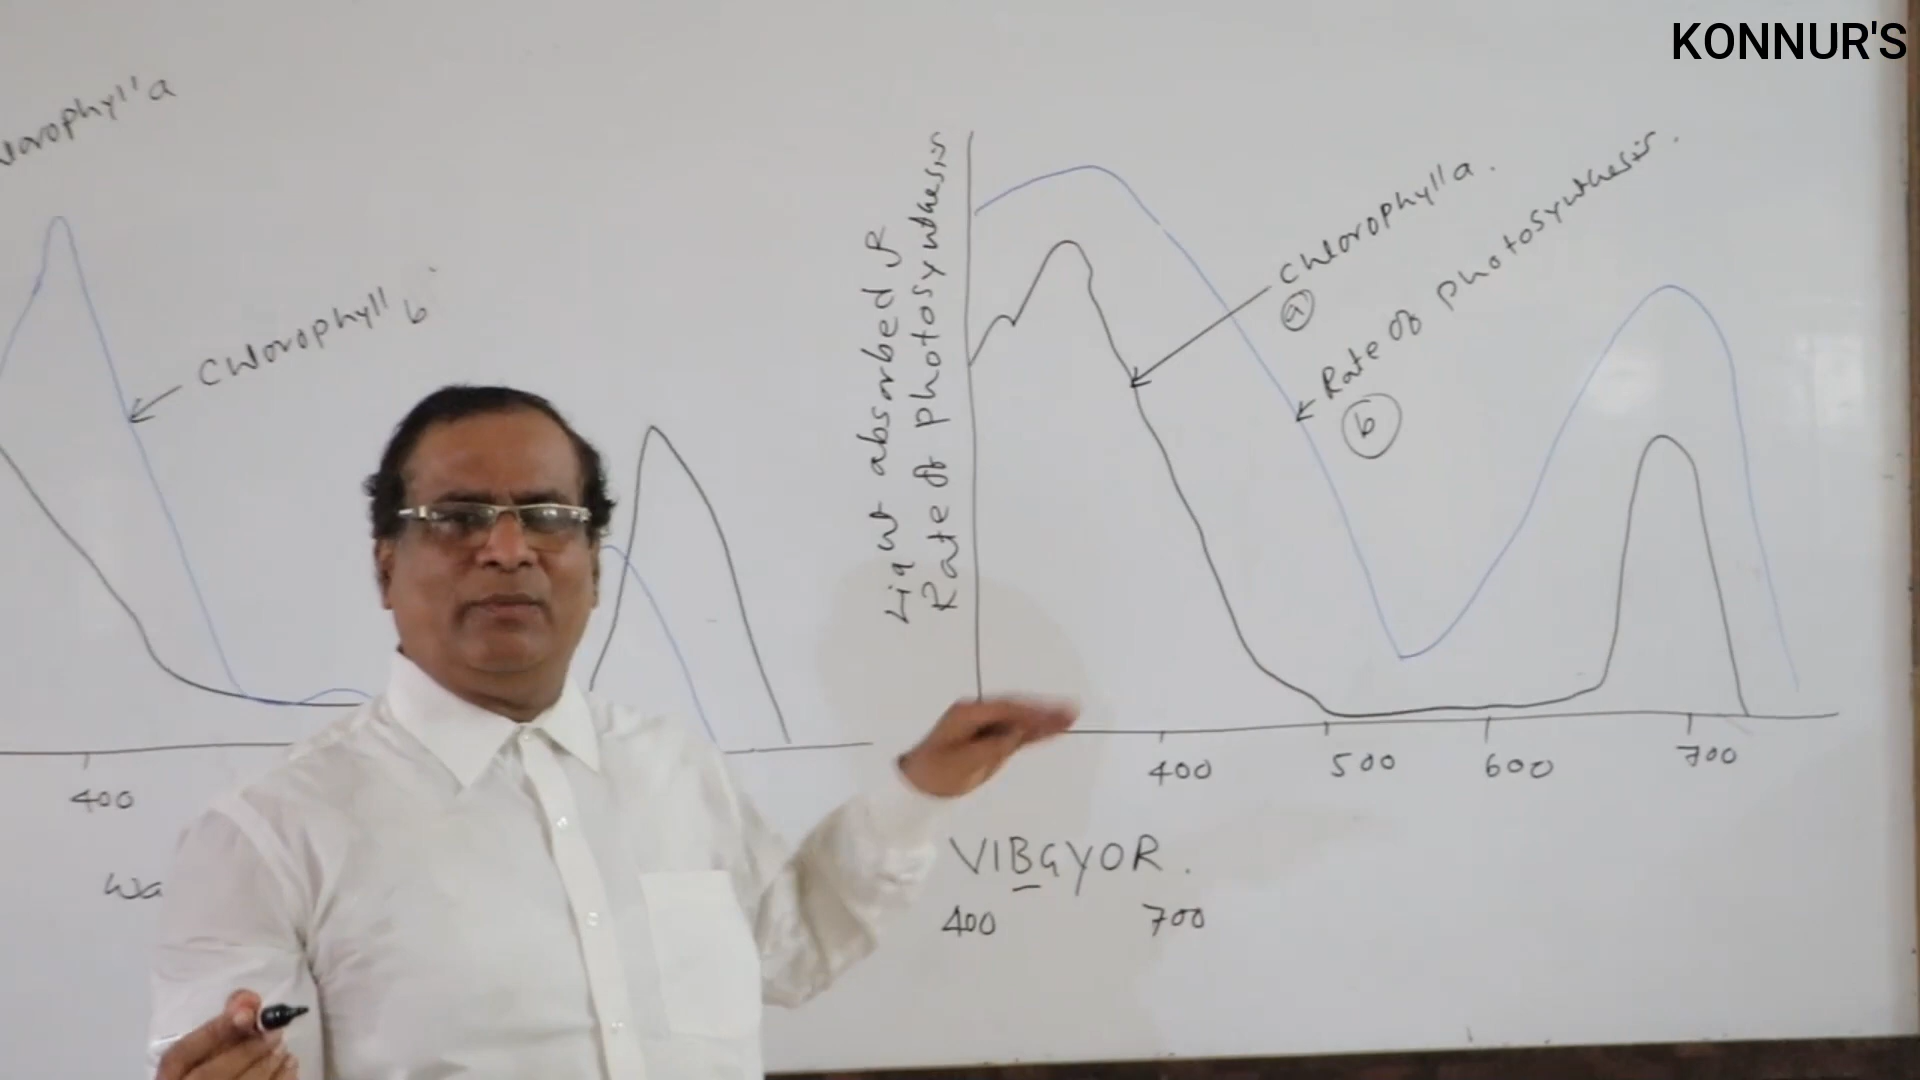 KONNUR'S
Chlorophyll a
Chlorophyll b
400
Wa
Light absorbed &
Rate of photosynthesis
Chlorophyll a.
a
Rate of photosynthesis.
b
400 500 600 700
VIBGYOR.
400 700